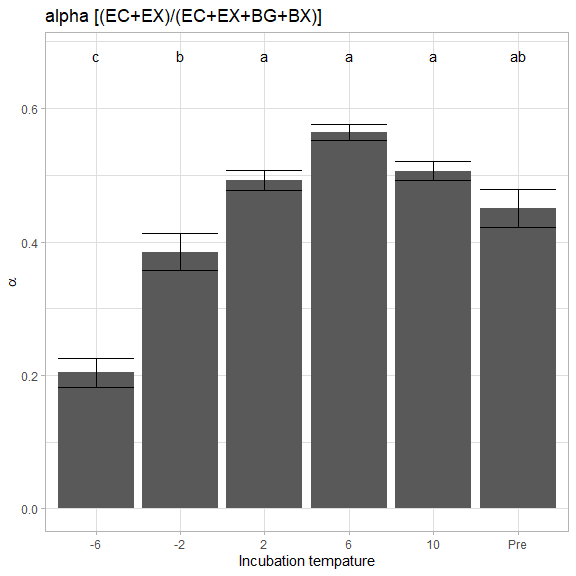 alpha [(EC+EX)/(EC+EX+BG+BX)]
c b a a a ab
0.6
0.4
α
0.2
0.0
-6 -2 2 6 10 Pre
Incubation tempature